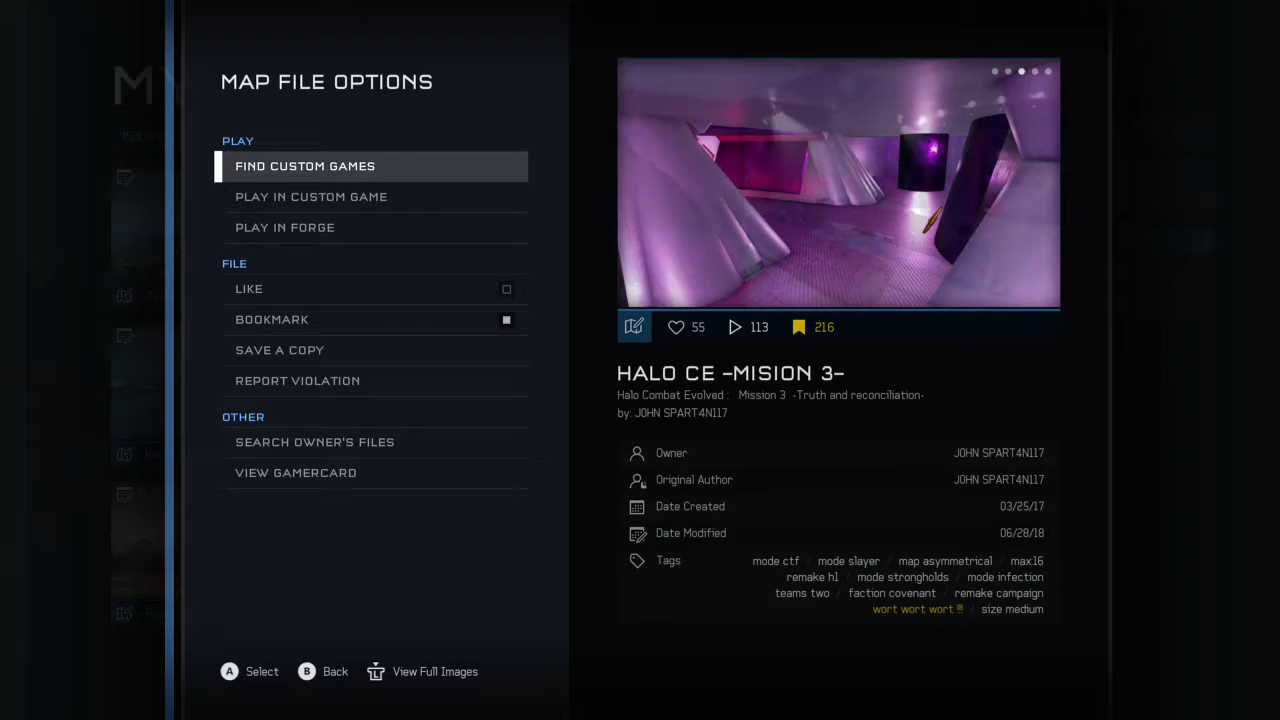 MY
MAP FILE OPTIONS
PLAY
FIND CUSTOM GAMES
PLAY IN CUSTOM GAME
PLAY IN FORGE
FILE
LIKE
BOOKMARK
SAVE A COPY
REPORT VIOLATION
OTHER
SEARCH OWNER'S FILES
VIEW GAMERCARD
A Select B Back L View Full Images
55 113 216
HALO CE -MISION 3-
Halo Combat Evolved : Mission 3 -Truth and reconciliation-
by: J0HN SPART4N117
Owner J0HN SPART4N117
Original Author J0HN SPART4N117
Date Created 03/25/17
Date Modified 06/28/18
Tags mode ctf / mode slayer / map asymmetrical / max:16
remake h1 / mode strongholds / mode infection
teams two / faction covenant / remake campaign
wort wort wort !!! / size medium